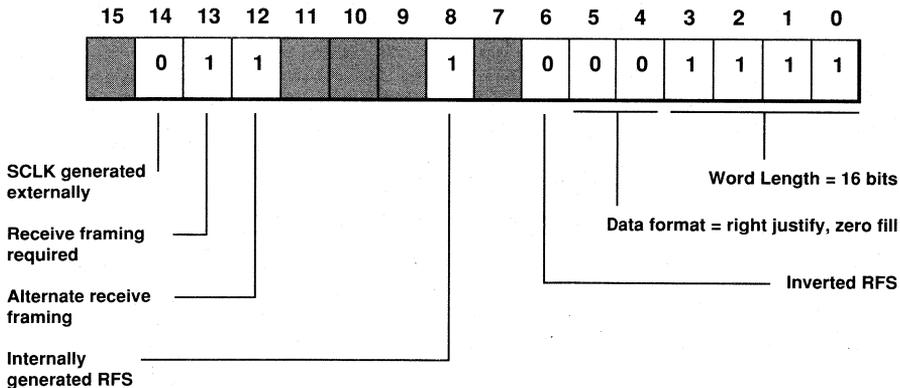 15 14 13 12 11 10 9 8 7 6 5 4 3 2 1 0
0 1 1 1 0 0 0 1 1 1 1
SCLK generated
externally
Word Length = 16 bits
Data format = right justify, zero fill
Receive framing
required
Inverted RFS
Alternate receive
framing
Internally
generated RFS